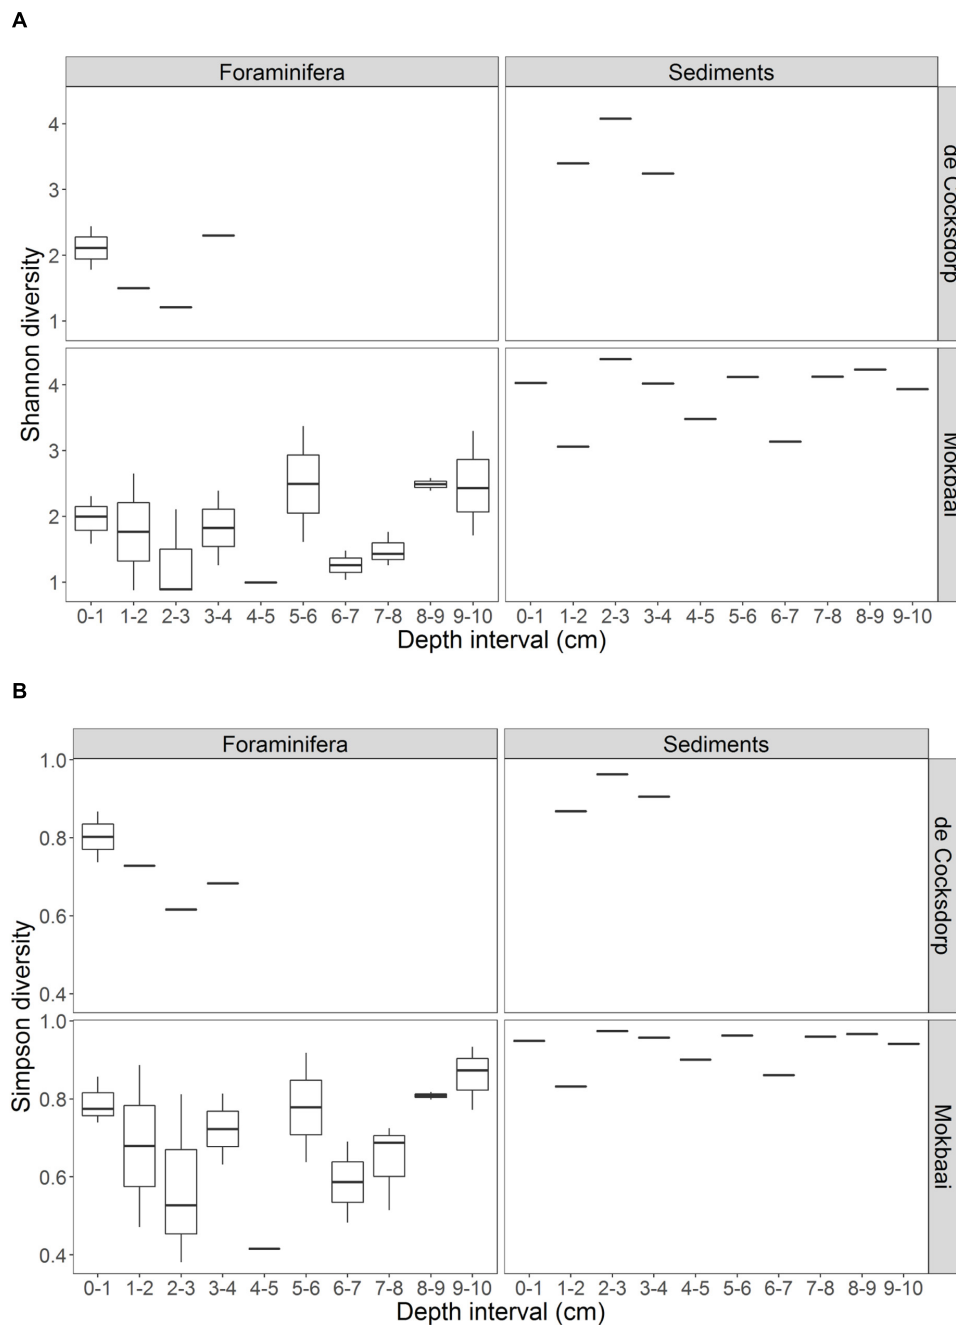 A
Foraminifera Sediments
4
3
2
1
de Cocksdorp
Shannon diversity
4
3
2
1
Mokbaai
0-1 1-2 2-3 3-4 4-5 5-6 6-7 7-8 8-9 9-10 0-1 1-2 2-3 3-4 4-5 5-6 6-7 7-8 8-9 9-10
Depth interval (cm)
B
Foraminifera Sediments
1.0
0.8
0.6
0.4
de Cocksdorp
Simpson diversity
1.0
0.8
0.6
0.4
Mokbaai
0-1 1-2 2-3 3-4 4-5 5-6 6-7 7-8 8-9 9-10 0-1 1-2 2-3 3-4 4-5 5-6 6-7 7-8 8-9 9-10
Depth interval (cm)